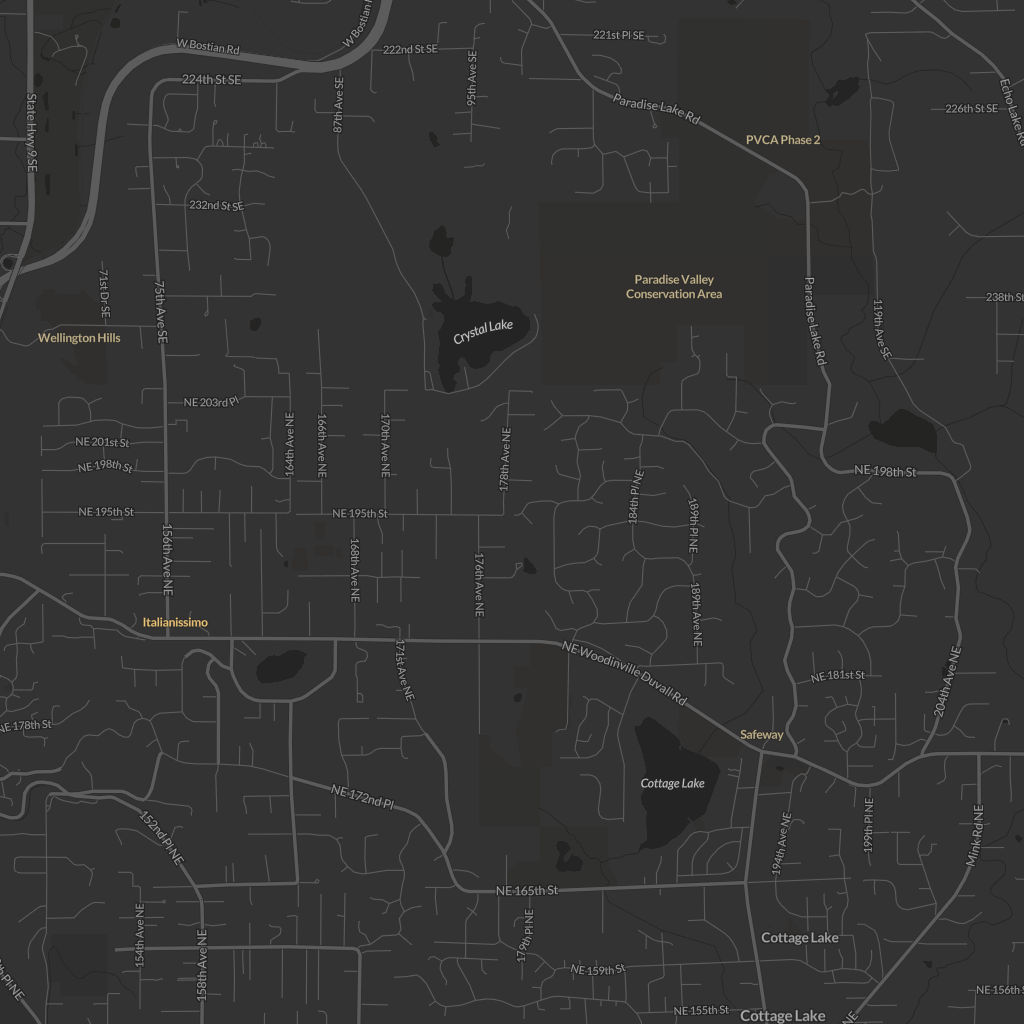 W Bostian Rd
W Bostian
222nd St SE
221st Pl SE
224th St SE
State Hwy 9 SE
87th Ave SE
95th Ave SE
Paradise Lake Rd
Echo Lake Rd
226th St SE
PVCA Phase 2
232nd St SE
71st Dr SE
75th Ave SE
Wellington Hills
Crystal Lake
Paradise Valley
Conservation Area
Paradise Lake Rd
119th Ave SE
238th St
NE 203rd Pl
NE 201st St
NE 198th St
164th Ave NE
166th Ave NE
170th Ave NE
178th Ave NE
184th Pl NE
NE 198th St
NE 195th St
NE 195th St
156th Ave NE
168th Ave NE
176th Ave NE
189th Pl NE
189th Ave NE
Italianissimo
171st Ave NE
NE Woodinville Duvall Rd
NE 181st St
204th Ave NE
NE 178th St
Safeway
Cottage Lake
NE 172nd Pl
152nd Pl NE
194th Ave NE
199th Pl NE
Mink Rd NE
NE 165th St
154th Ave NE
158th Ave NE
179th Pl NE
Cottage Lake
NE 159th St
NE 156th
Pl NE
NE 155th St
Cottage Lake
NE